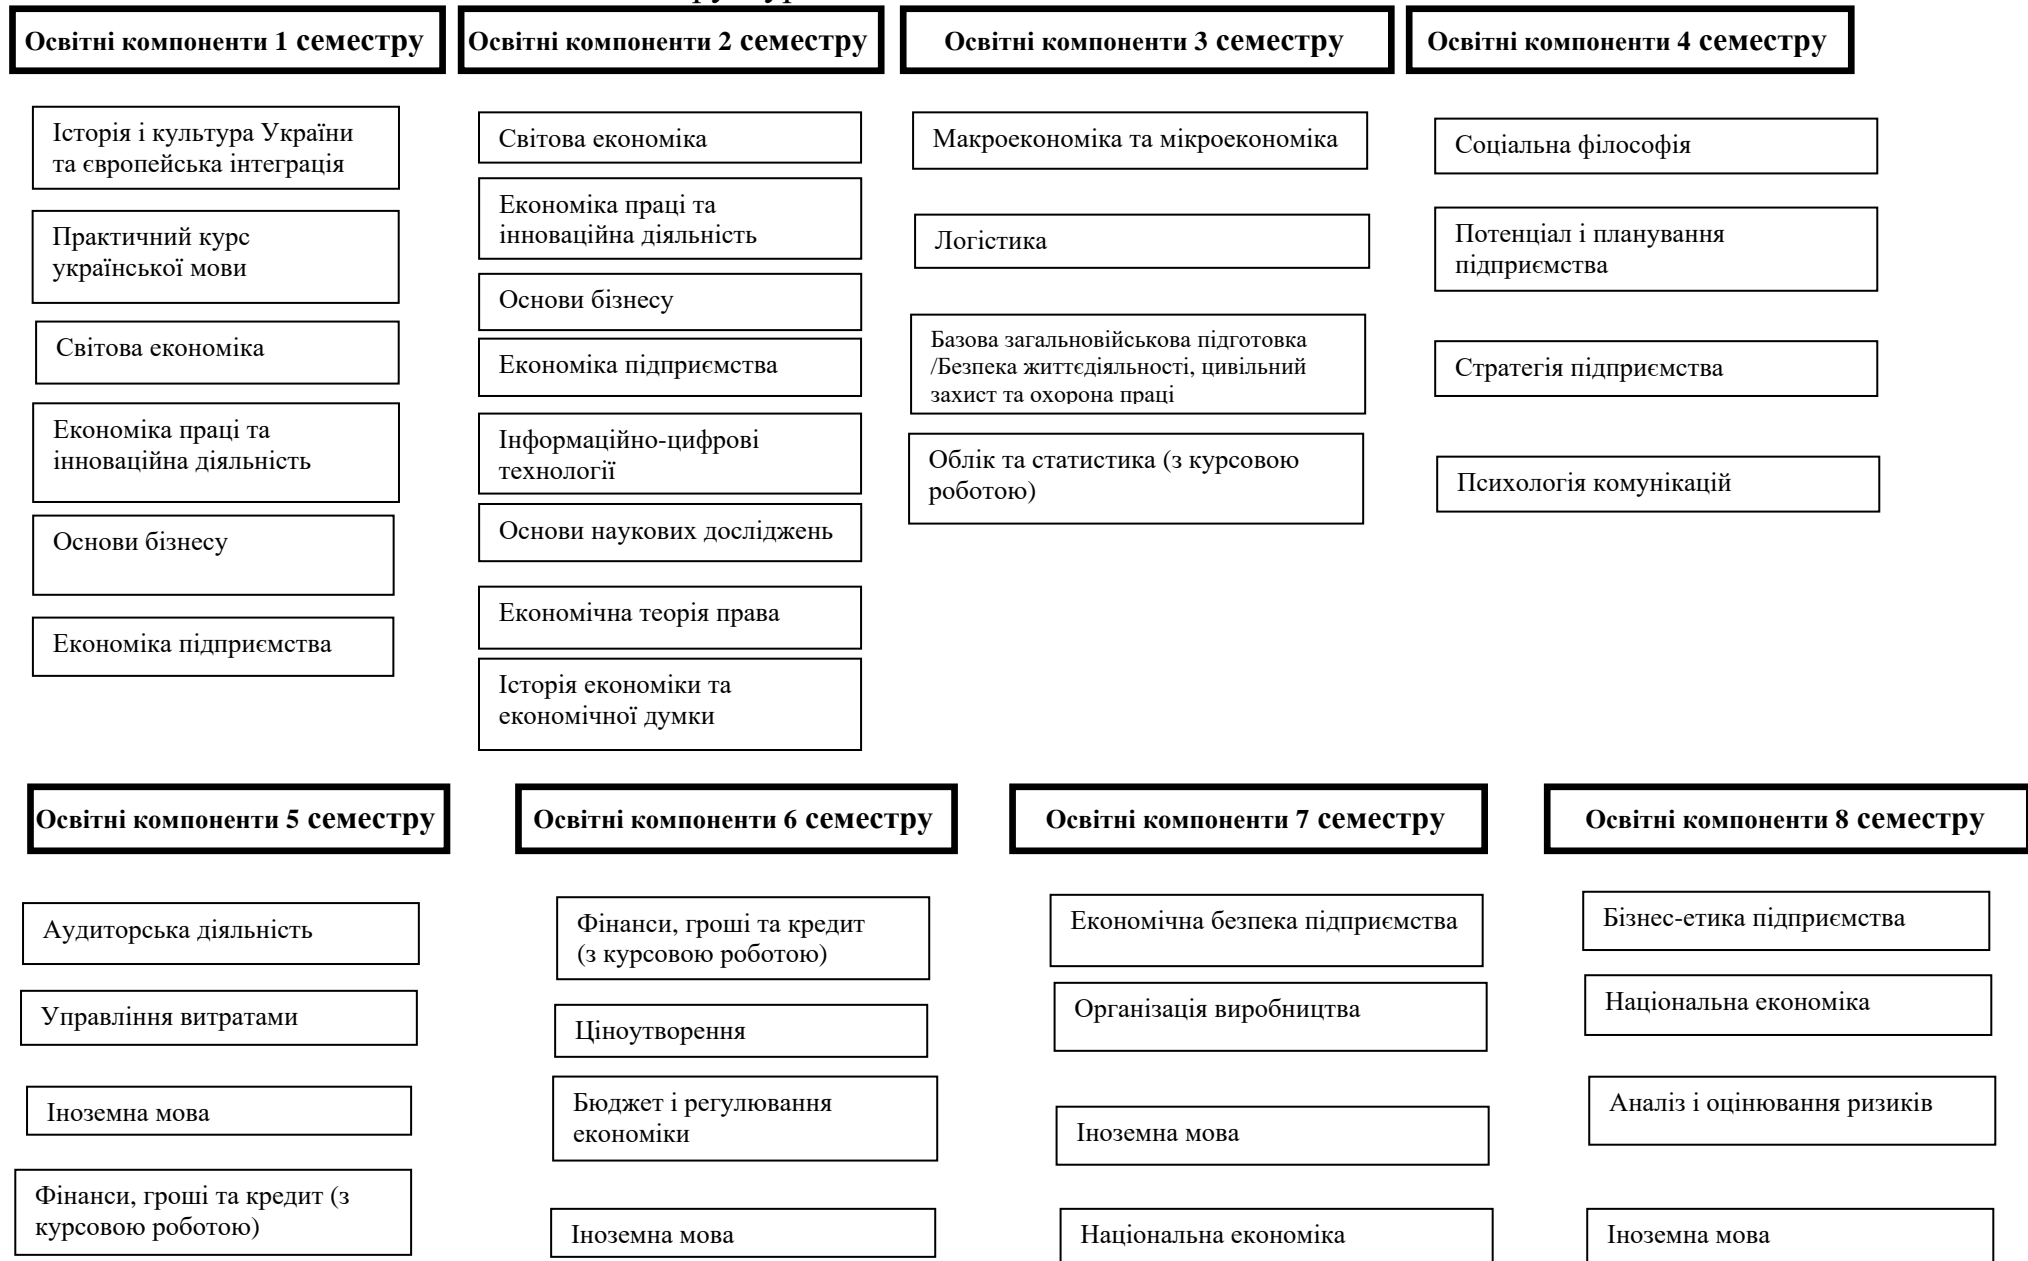 Освітні компоненти 1 семестру
Історія і культура України
та європейська інтеграція
Практичний курс
української мови
Світова економіка
Економіка праці та
інноваційна діяльність
Основи бізнесу
Економіка підприємства
Освітні компоненти 2 семестру
Світова економіка
Економіка праці та
інноваційна діяльність
Основи бізнесу
Економіка підприємства
Інформаційно-цифрові
технології
Основи наукових досліджень
Економічна теорія права
Історія економіки та
економічної думки
Освітні компоненти 3 семестру
Макроекономіка та мікроекономіка
Логістика
Базова загальновійськова підготовка
/Безпека життєдіяльності, цивільний
захист та охорона праці
Облік та статистика (з курсовою
роботою)
Освітні компоненти 4 семестру
Соціальна філософія
Потенціал і планування
підприємства
Стратегія підприємства
Психологія комунікацій
Освітні компоненти 5 семестру
Аудиторська діяльність
Управління витратами
Іноземна мова
Фінанси, гроші та кредит (з
курсовою роботою)
Освітні компоненти 6 семестру
Фінанси, гроші та кредит
(з курсовою роботою)
Ціноутворення
Бюджет і регулювання
економіки
Іноземна мова
Освітні компоненти 7 семестру
Економічна безпека підприємства
Організація виробництва
Іноземна мова
Національна економіка
Освітні компоненти 8 семестру
Бізнес-етика підприємства
Національна економіка
Аналіз і оцінювання ризиків
Іноземна мова